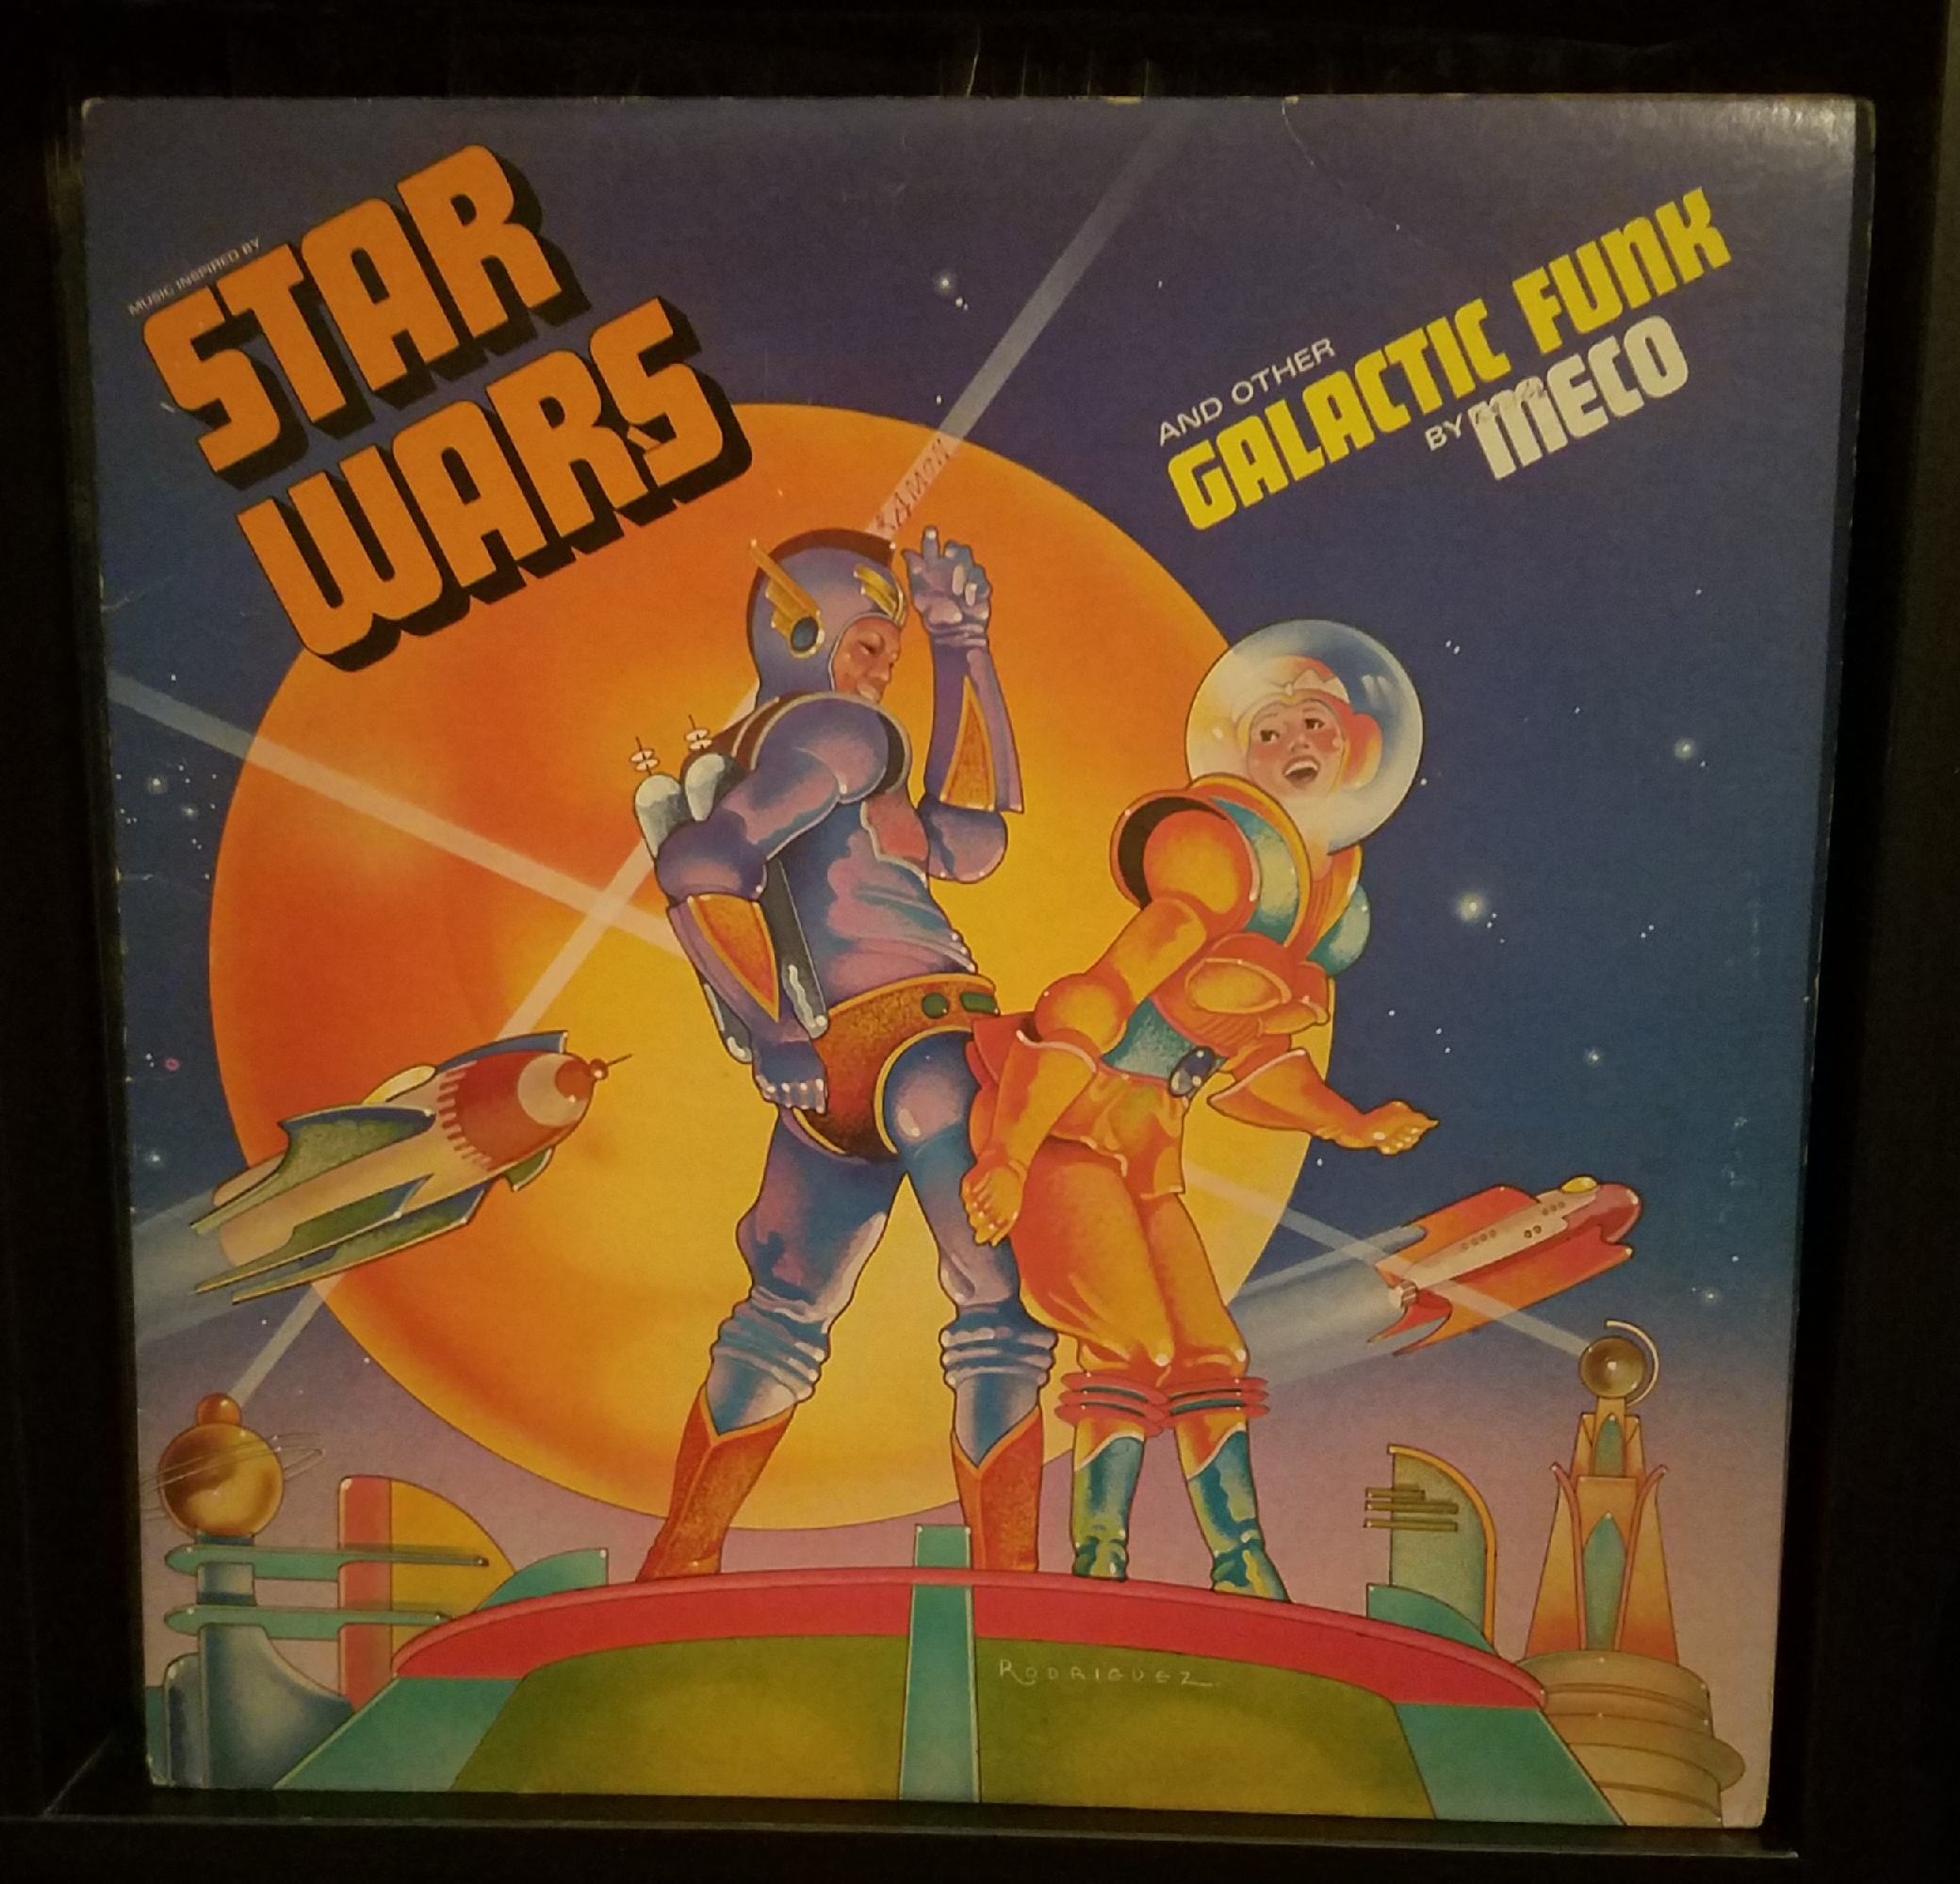 MUSIC INSPIRED BY
STAR
WARS
AND OTHER
GALACTIC FUNK
BY MECO
RODRIGUEZ